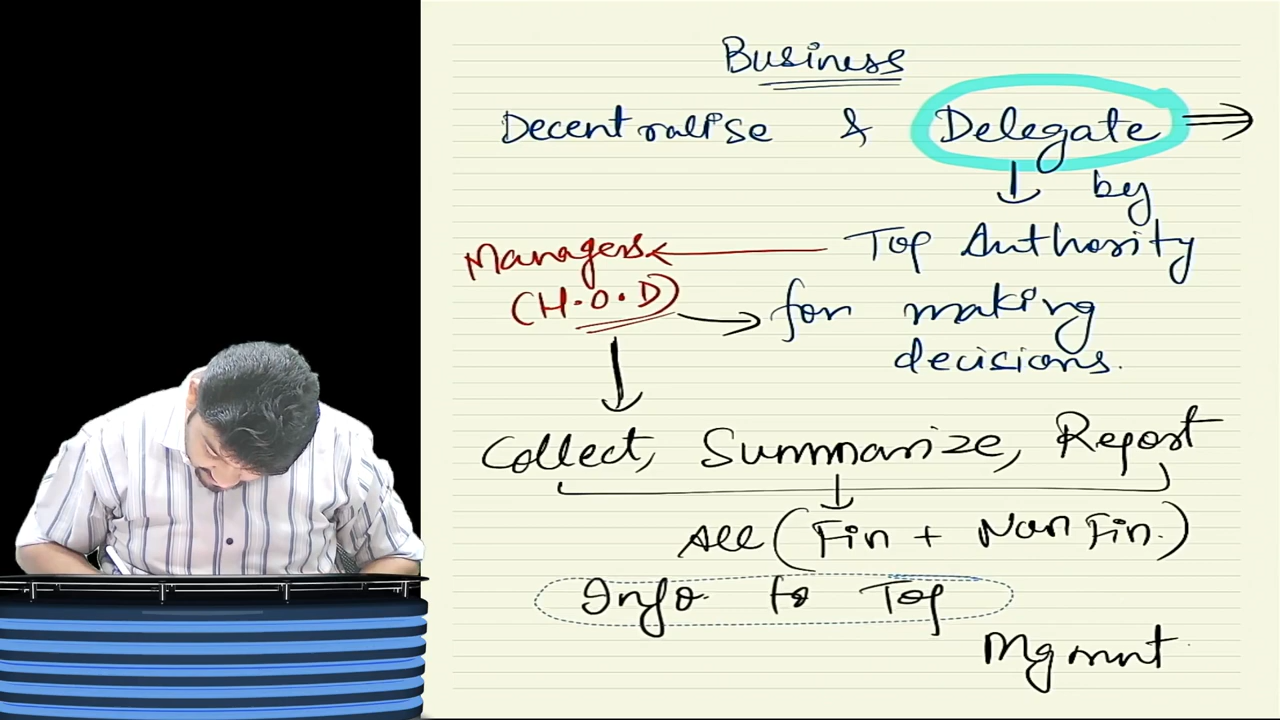 Business
Decentralise & Delegate
by
Top Authority
Managers
(H.O.D)
for making
decisions.
Collect, Summarize, Report
All (Fin + Non Fin.)
Info. to Top
Mgmnt.